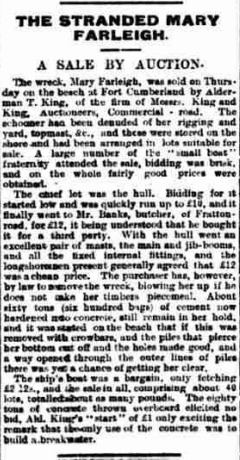 THE STRANDED MARY
FARLEIGH.
A SALE BY AUCTION.
The wreck, Mary Farleigh, was sold on Thurs-
day on the beach at Fort Cumberland by Alder-
man T. King, of the firm of Messrs. King and
King, Auctioneers, Commercial - road. The
schooner had been denuded of her rigging and
yard, topmast, &c., and these were stored on the
shore and had been arranged in lots suitable for
sale. A large number of the "small boat"
fraternity attended the sale, bidding was brisk,
and on the whole fairly good prices were
obtained.
The chief lot was the hull. Bidding for it
started low and was quickly run up to £10, and it
finally went to Mr. Banks, butcher, of Fratton-
road, for £12, it being understood that he bought
it for a third party. With the hull went an
excellent pair of masts, the main and jib-booms,
and all the fixed internal fittings, and the
longshoremen present generally agreed that £12
was a cheap price. The purchaser has, however,
by law to remove the wreck, blowing her up if he
does not take her timbers piecemeal. About
sixty tons (six hundred bags) of cement now
hardened into concrete, still remain in her hold,
and it was stated on the beach that if this was
removed with crowbars, and the piles that pierce
her bottom cut off and the holes made good, and
a way opened through the outer lines of piles
there was yet a chance of getting her clear.
The ship's boat was a bargain, only fetching
£2 12s., and the sale in all, comprising about 40
lots, totalled about as many pounds. The eighty
tons of concrete thrown overboard elicited no
bid, Ald. King's "start" of £1 only exciting the
remark that the only use of the concrete was to
build a breakwater.